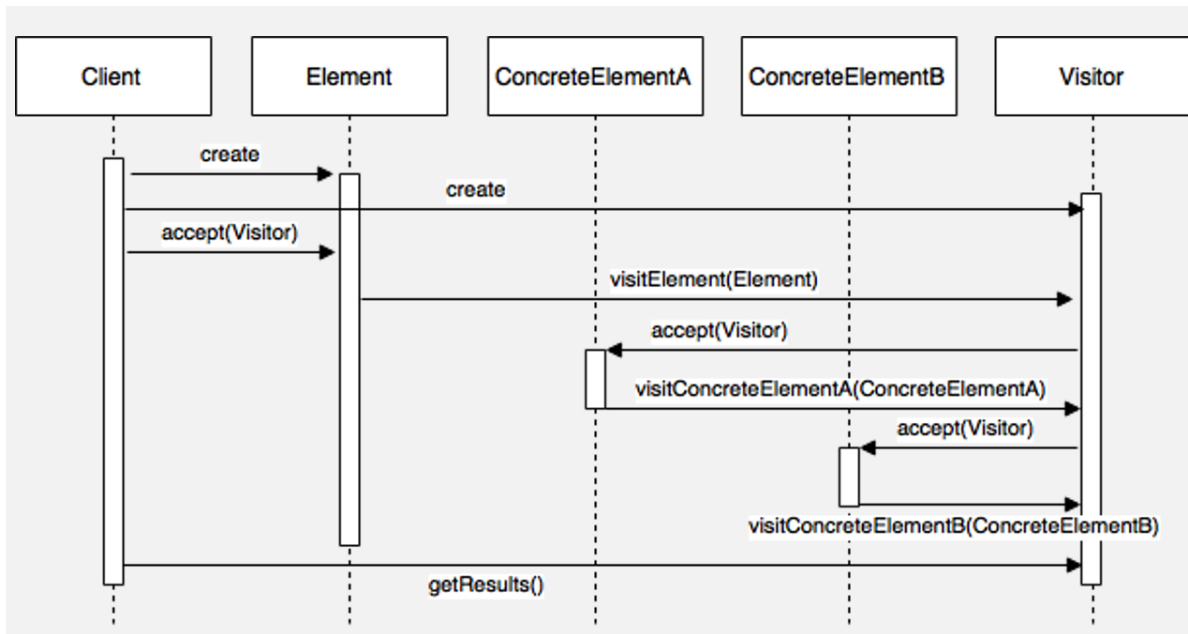 Client
Element
ConcreteElementA
ConcreteElementB
Visitor
create
create
accept(Visitor)
visitElement(Element)
accept(Visitor)
visitConcreteElementA(ConcreteElementA)
accept(Visitor)
visitConcreteElementB(ConcreteElementB)
getResults()